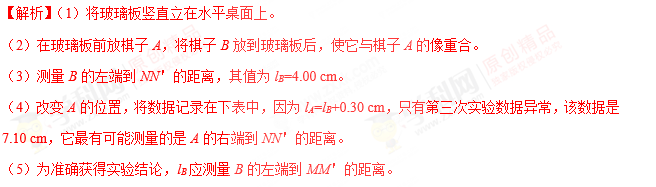 【解析】(1)将玻璃板竖直立在水平桌面上。
(2)在玻璃板前放棋子 A，将棋子 B 放到玻璃板后，使它与棋子 A 的像重合。
(3)测量 B 的左端到 NN′的距离，其值为 lB=4.00 cm。
(4)改变 A 的位置，将数据记录在下表中，因为 lA=lB+0.30 cm，只有第三次实验数据异常，该数据是
7.10 cm，它最有可能测量的是 A 的右端到 NN′的距离。
(5)为准确获得实验结论，lB应测量 B 的左端到 MM′的距离。